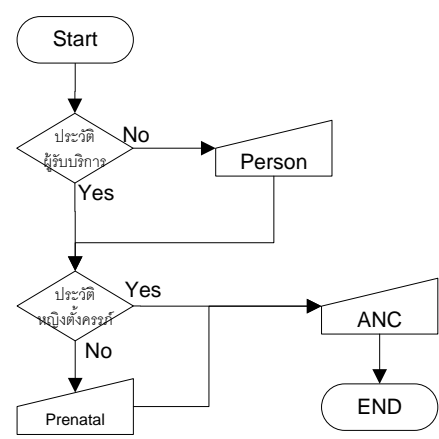 Start
ประวัติ
ผู้รับบริการ
No
Person
Yes
ประวัติ
หญิงตั้งครรภ์
Yes
ANC
No
Prenatal
END